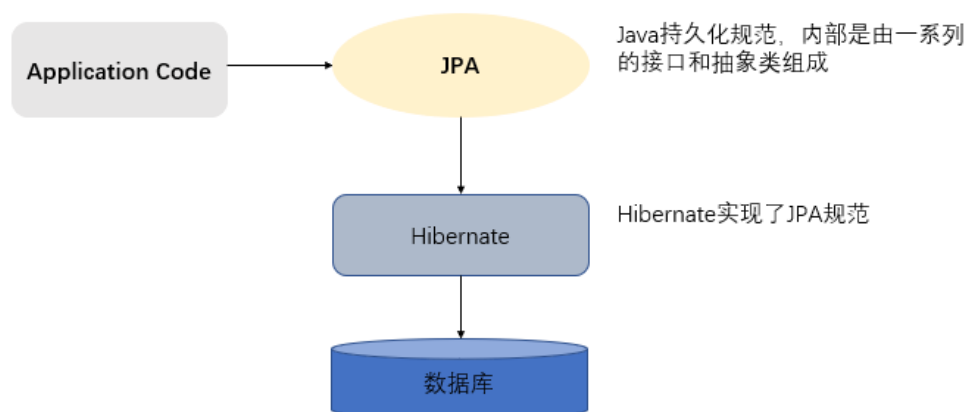 Application Code
JPA
Java持久化规范，内部是由一系列
的接口和抽象类组成
Hibernate
Hibernate实现了JPA规范
数据库